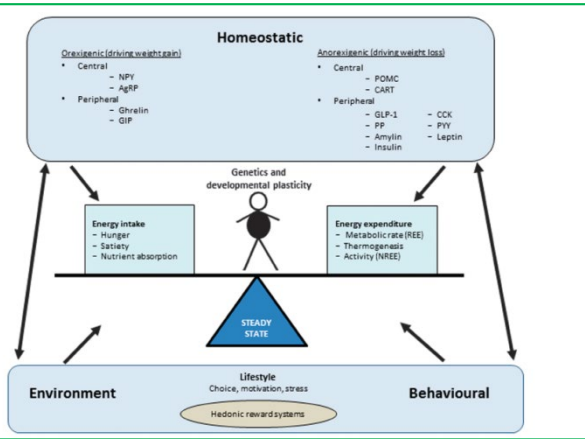 Homeostatic
Orexigenic (driving weight gain)
• Central
– NPY
– AgRP
• Peripheral
– Ghrelin
– GIP
Anorexigenic (driving weight loss)
• Central
– POMC
– CART
• Peripheral
– GLP-1
– PP
– Amylin
– Insulin
– CCK
– PYY
– Leptin
Genetics and
developmental plasticity
Energy intake
– Hunger
– Satiety
– Nutrient absorption
Energy expenditure
– Metabolic rate (REE)
– Thermogenesis
– Activity (NREE)
STEADY
STATE
Environment
Lifestyle
Choice, motivation, stress
Hedonic reward systems
Behavioural